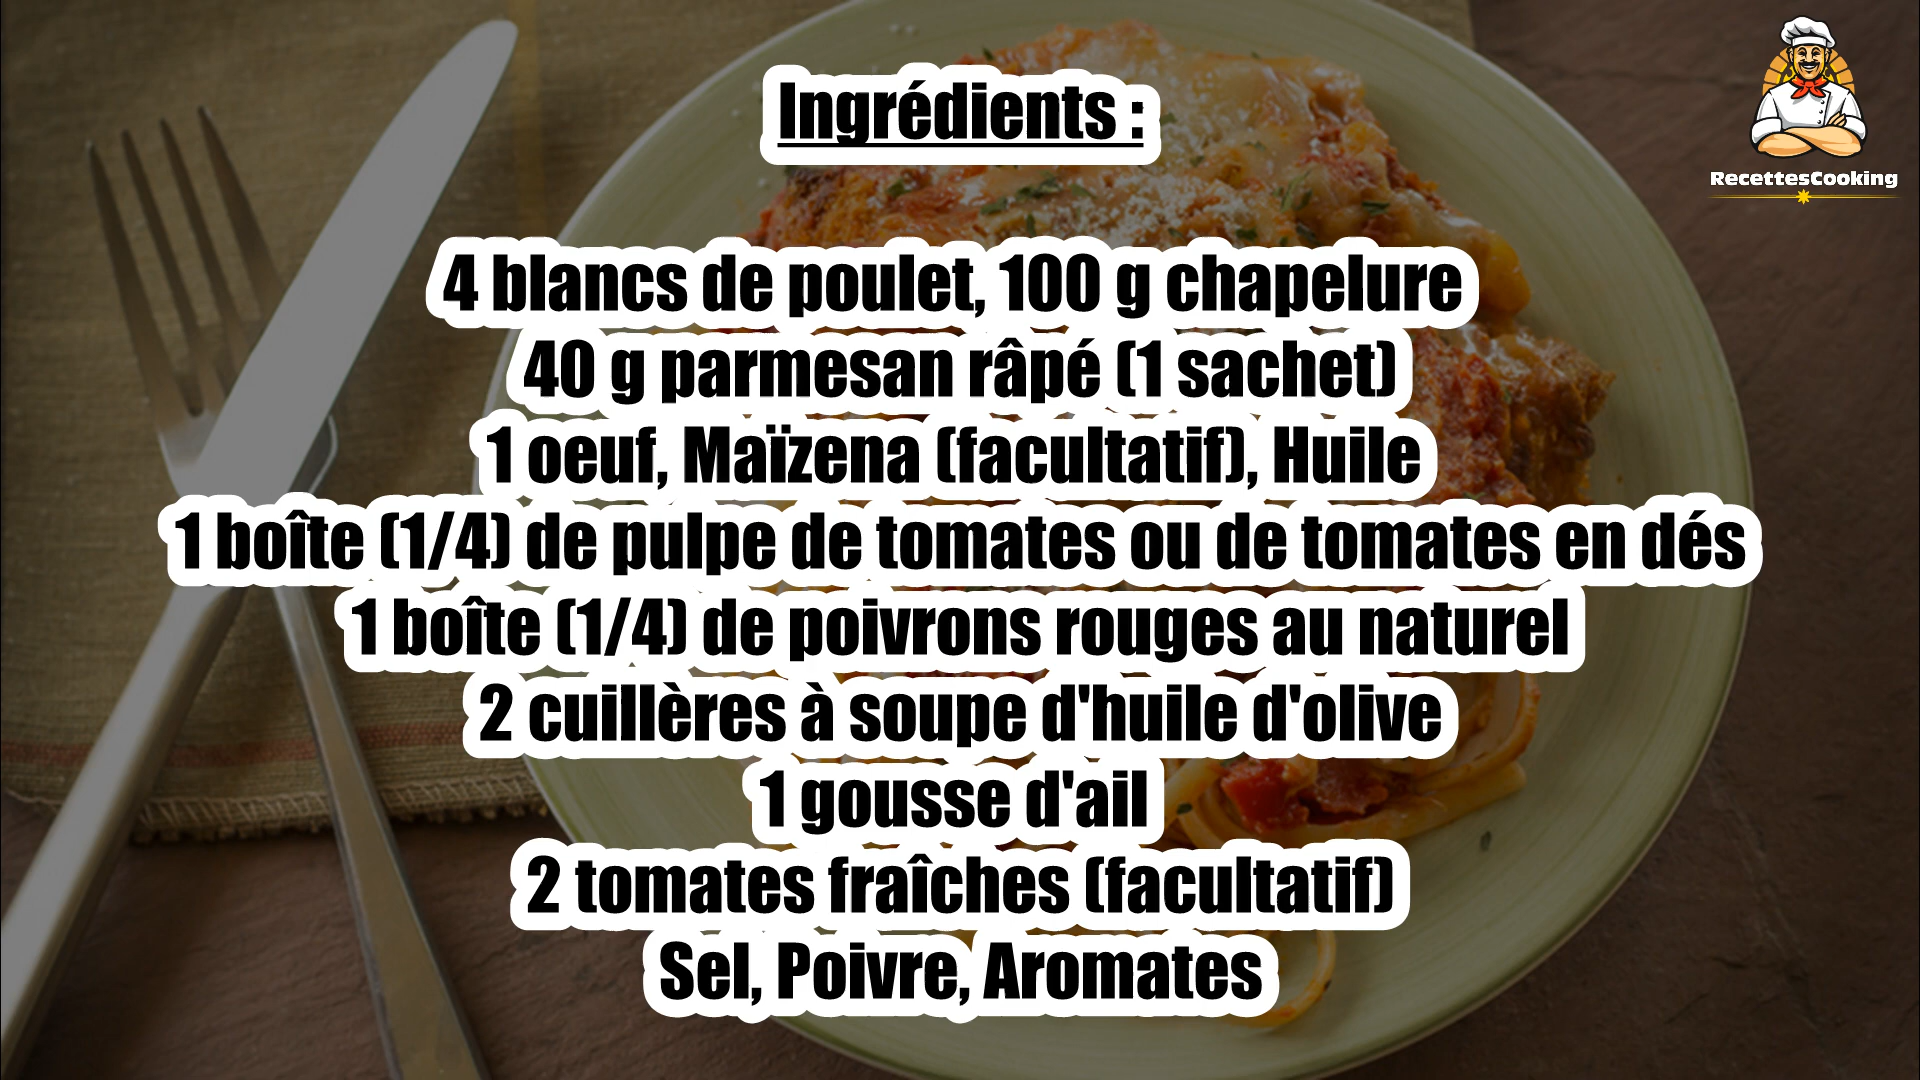 Ingrédients :
RecettesCooking
4 blancs de poulet, 100 g chapelure
40 g parmesan râpé (1 sachet)
1 oeuf, Maïzena (facultatif), Huile
1 boîte (1/4) de pulpe de tomates ou de tomates en dés
1 boîte (1/4) de poivrons rouges au naturel
2 cuillères à soupe d'huile d'olive
1 gousse d'ail
2 tomates fraîches (facultatif)
Sel, Poivre, Aromates